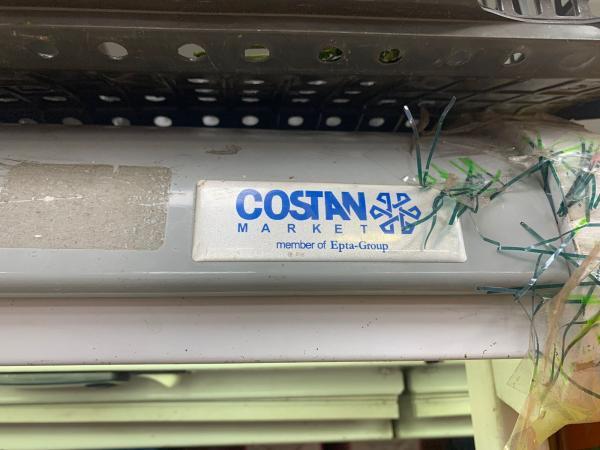 COSTAN
MARKET
member of Epta-Group